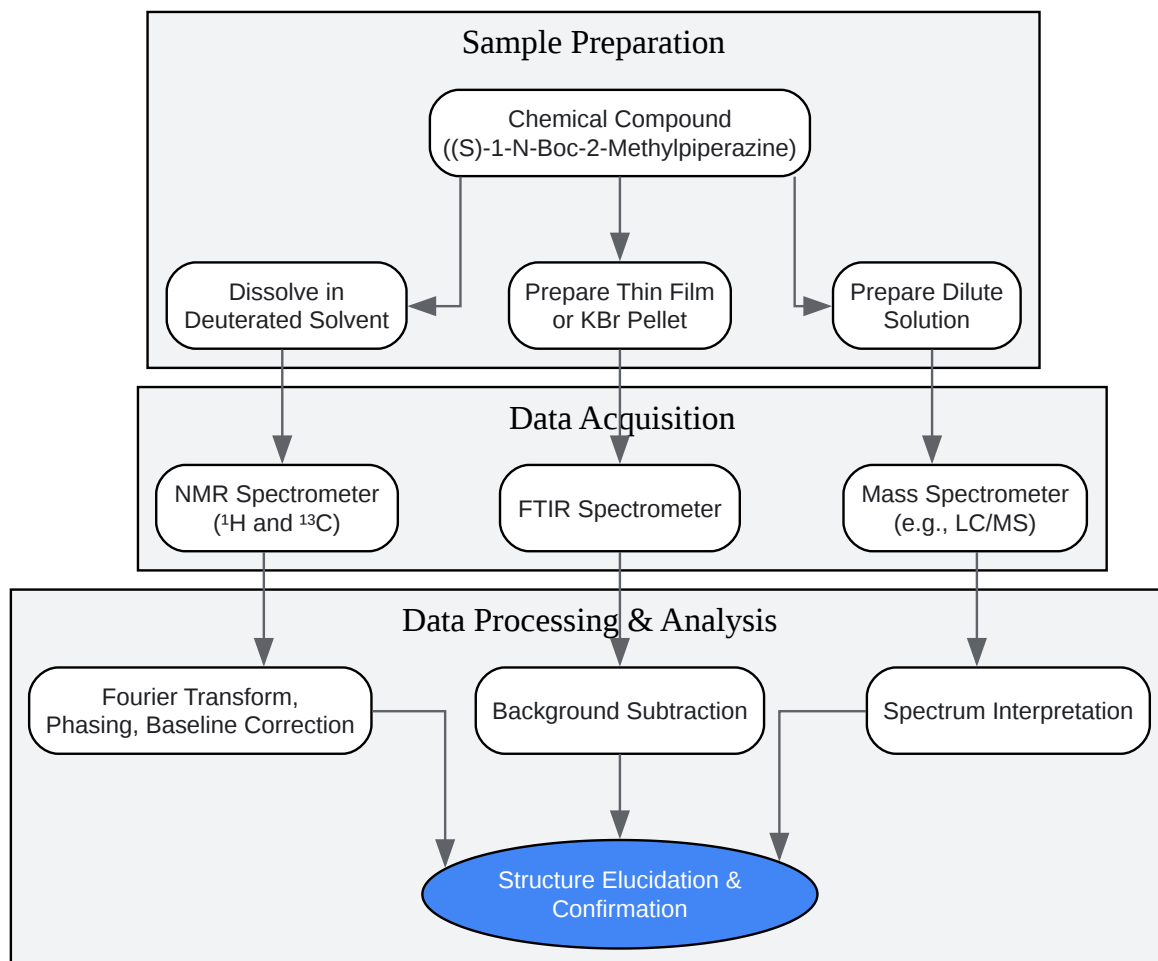 Sample Preparation
Chemical Compound
((S)-1-N-Boc-2-Methylpiperazine)
Dissolve in
Deuterated Solvent
Prepare Thin Film
or KBr Pellet
Prepare Dilute
Solution
Data Acquisition
NMR Spectrometer
(¹H and ¹³C)
FTIR Spectrometer
Mass Spectrometer
(e.g., LC/MS)
Data Processing & Analysis
Fourier Transform,
Phasing, Baseline Correction
Background Subtraction
Spectrum Interpretation
Structure Elucidation &
Confirmation